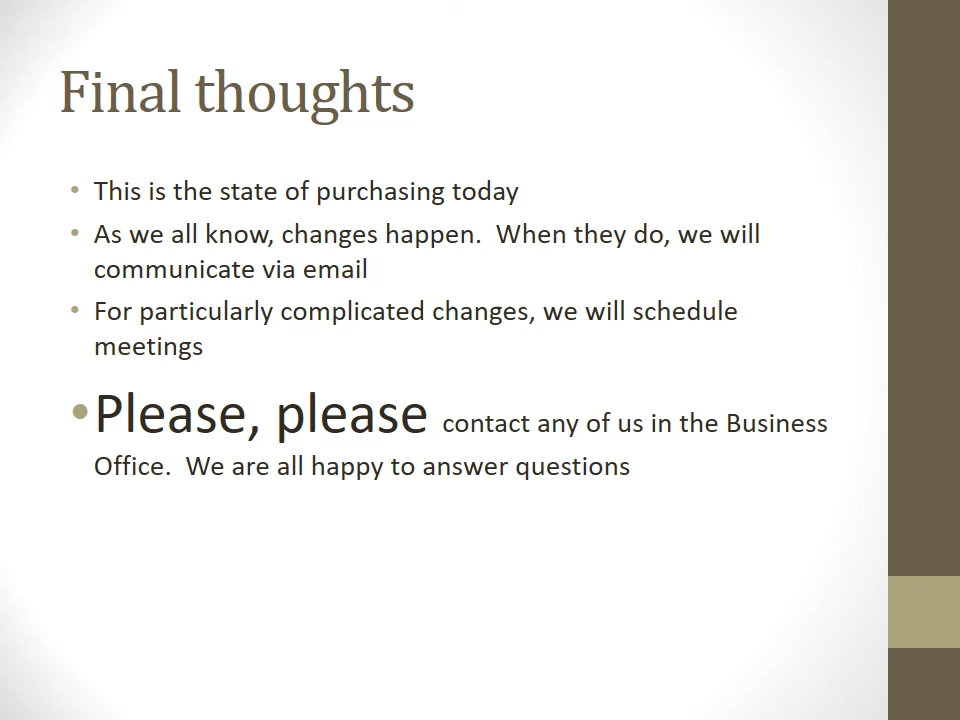 Final thoughts
• This is the state of purchasing today
• As we all know, changes happen.  When they do, we will
communicate via email
• For particularly complicated changes, we will schedule
meetings
• Please, please contact any of us in the Business
Office.  We are all happy to answer questions